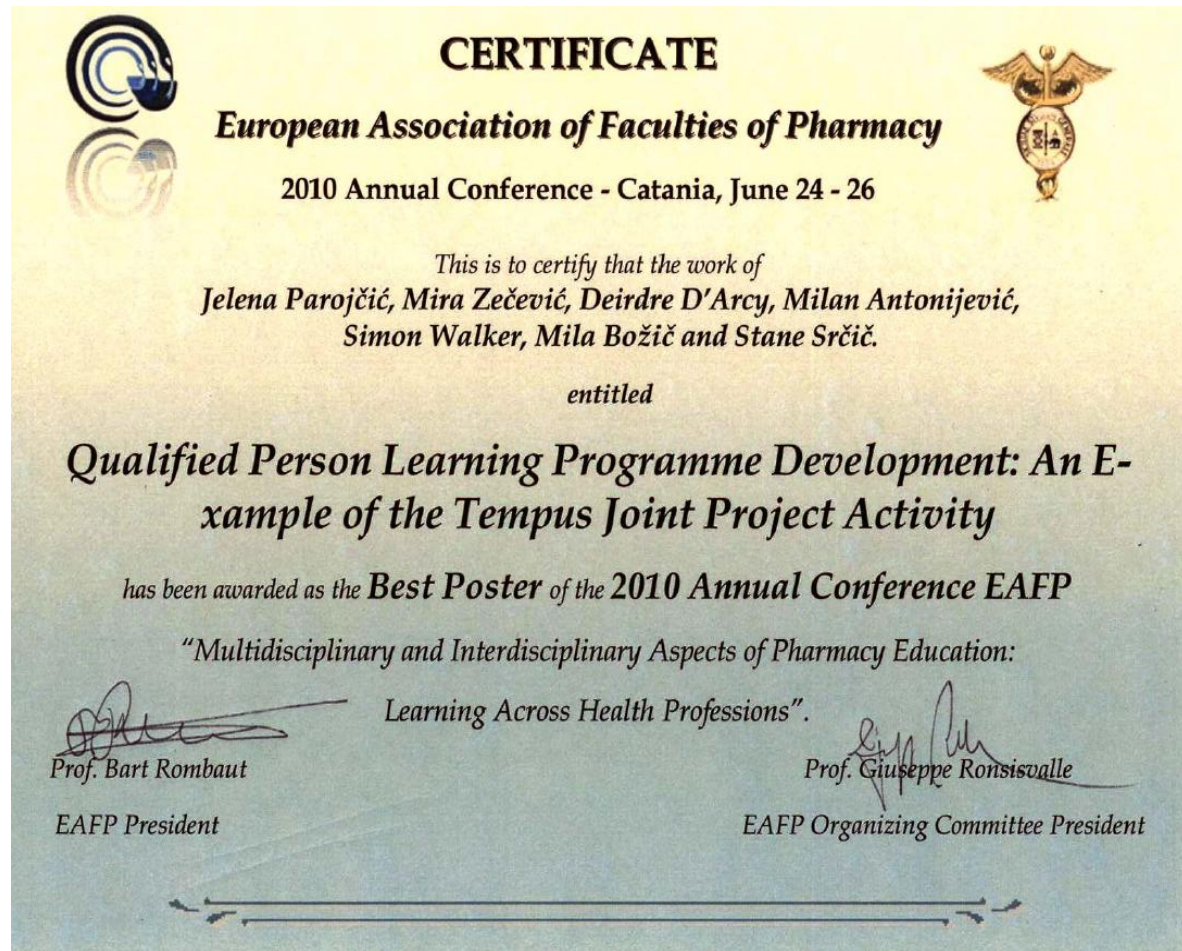 CERTIFICATE
European Association of Faculties of Pharmacy
2010 Annual Conference - Catania, June 24 - 26
This is to certify that the work of
Jelena Parojčić, Mira Zečević, Deirdre D'Arcy, Milan Antonijević,
Simon Walker, Mila Božič and Stane Srčič.
entitled
Qualified Person Learning Programme Development: An E-
xample of the Tempus Joint Project Activity
has been awarded as the Best Poster of the 2010 Annual Conference EAFP
"Multidisciplinary and Interdisciplinary Aspects of Pharmacy Education:
Learning Across Health Professions".
Prof. Bart Rombaut
Prof. Giuseppe Ronsisvalle
EAFP President
EAFP Organizing Committee President